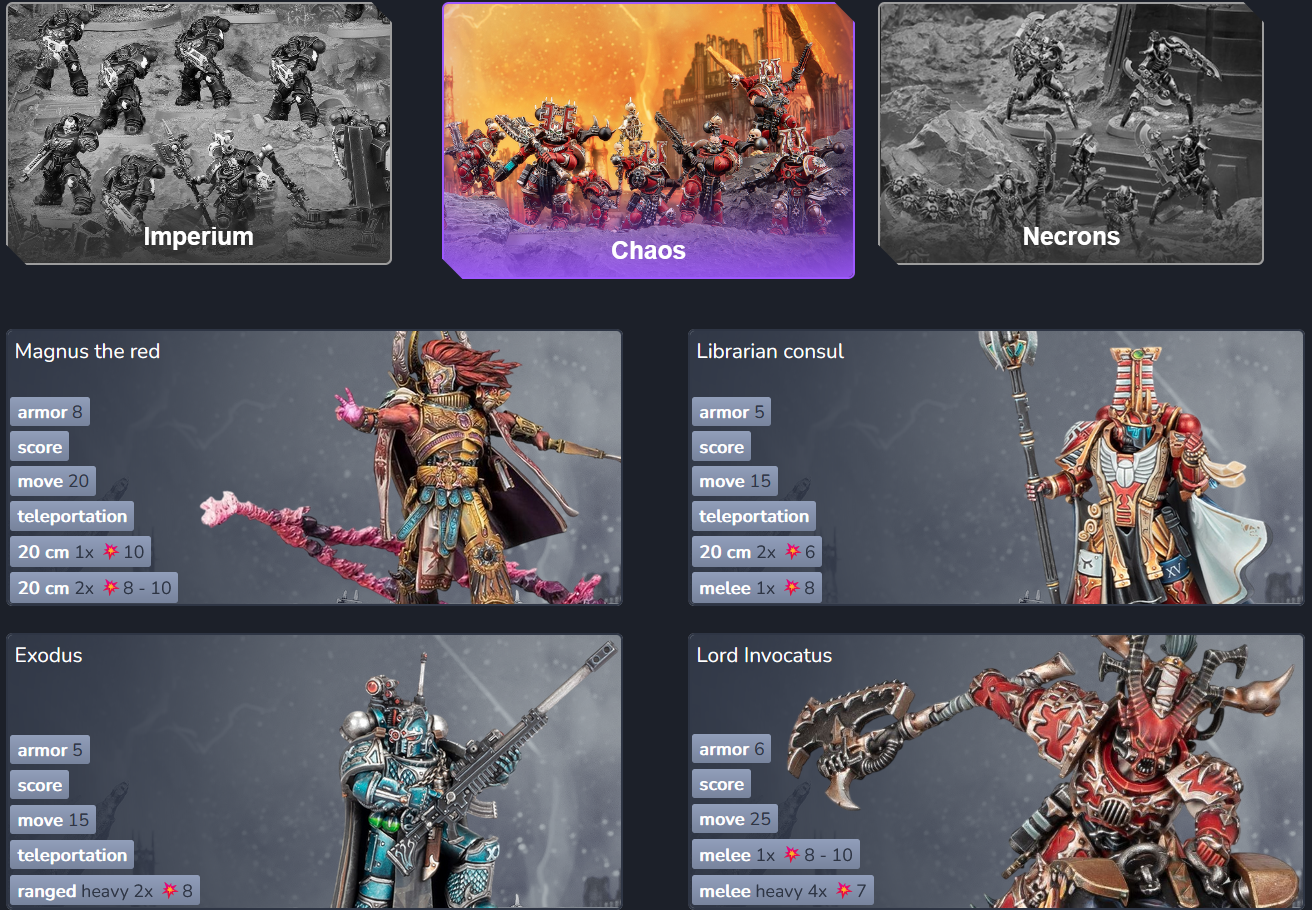 Imperium
Chaos
Necrons
Magnus the red
armor 8
score
move 20
teleportation
20 cm 1x 💥 10
20 cm 2x 💥 8 - 10
Librarian consul
armor 5
score
move 15
teleportation
20 cm 2x 💥 6
melee 1x 💥 8
XV
Exodus
armor 5
score
move 15
teleportation
ranged heavy 2x 💥 8
Lord Invocatus
armor 6
score
move 25
melee 1x 💥 8 - 10
melee heavy 4x 💥 7